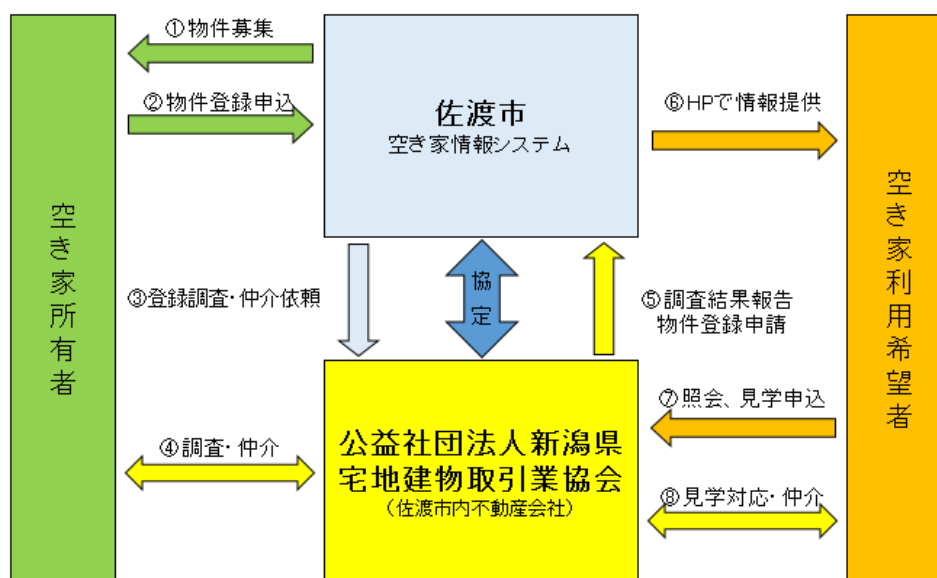 ①物件募集
②物件登録申込
佐渡市
空き家情報システム
⑥HPで情報提供
空き家所有者
空き家利用希望者
③登録調査・仲介依頼
協定
⑤調査結果報告
物件登録申請
④調査・仲介
公益社団法人新潟県
宅地建物取引業協会
（佐渡市内不動産会社）
⑦照会、見学申込
⑧見学対応・仲介